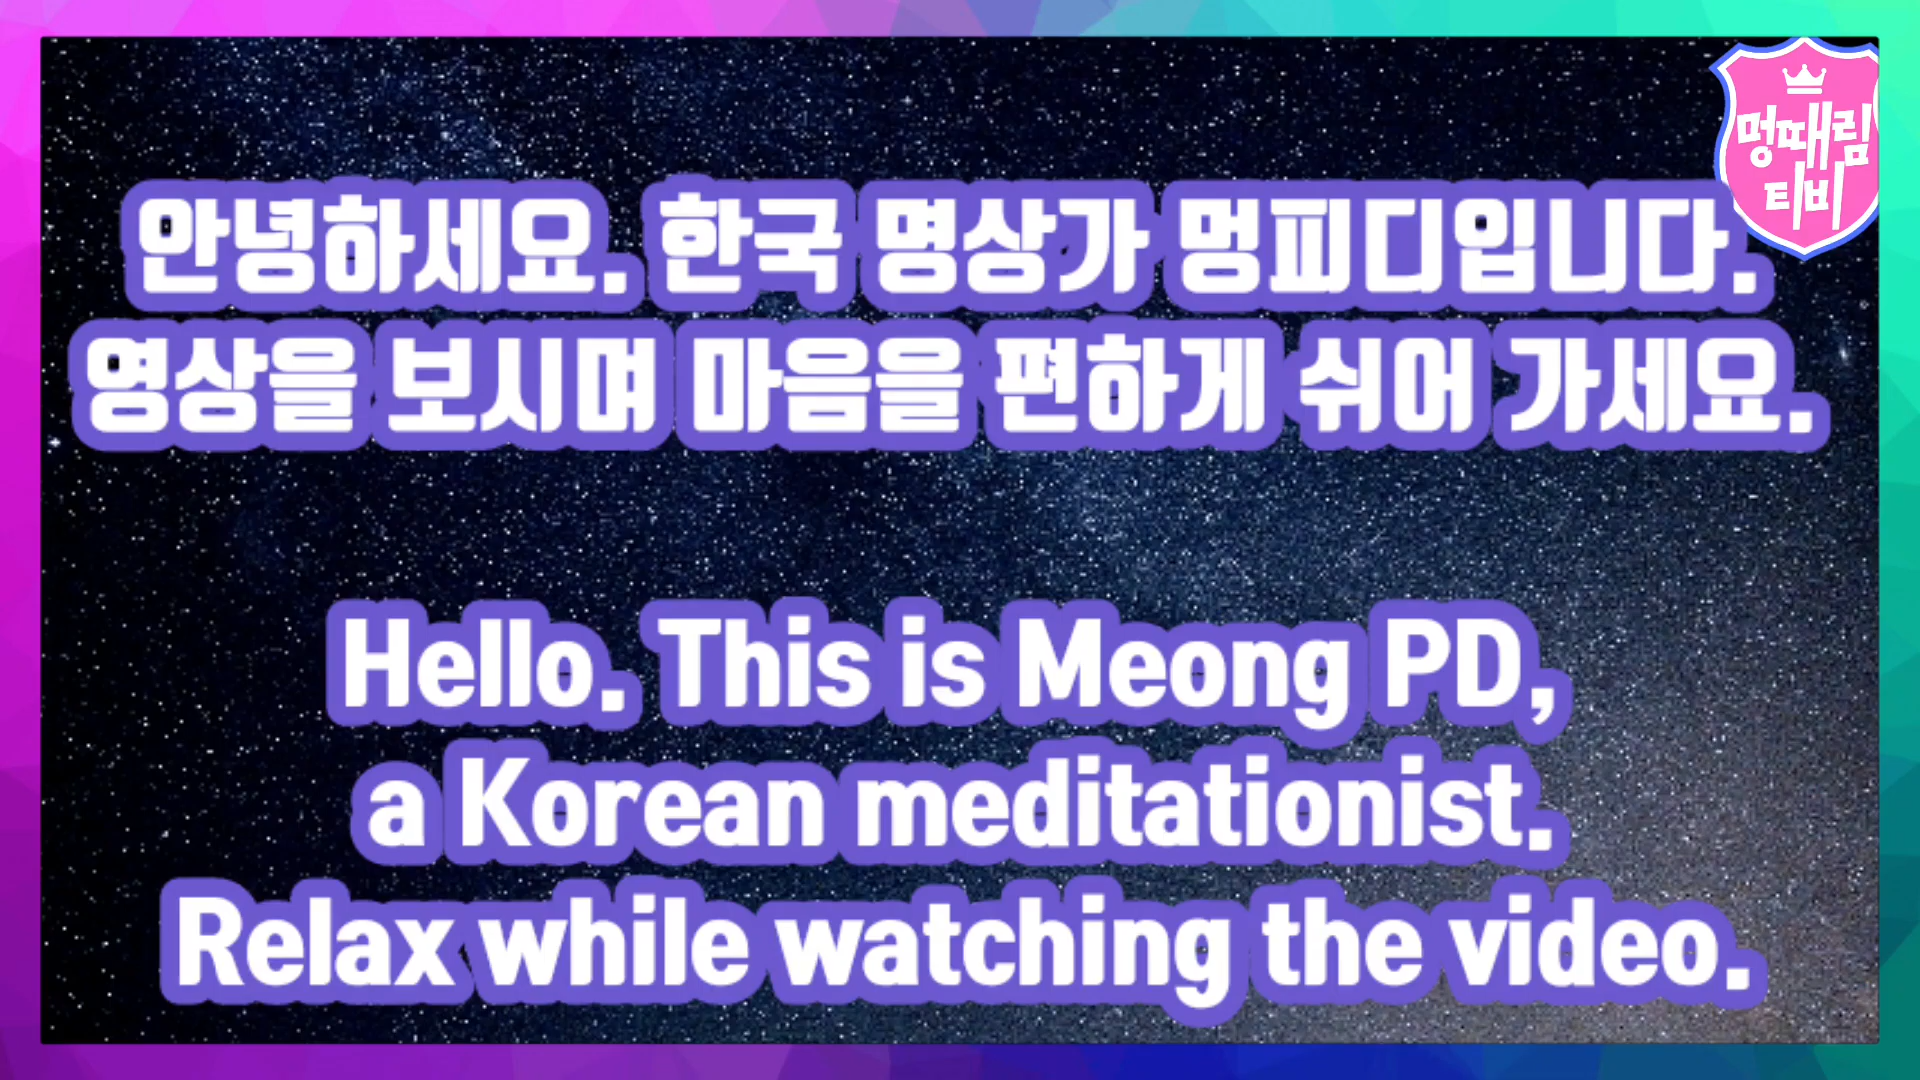 멍때림
티비
안녕하세요. 한국 명상가 멍피디입니다.
영상을 보시며 마음을 편하게 쉬어 가세요.
Hello. This is Meong PD,
a Korean meditationist.
Relax while watching the video.